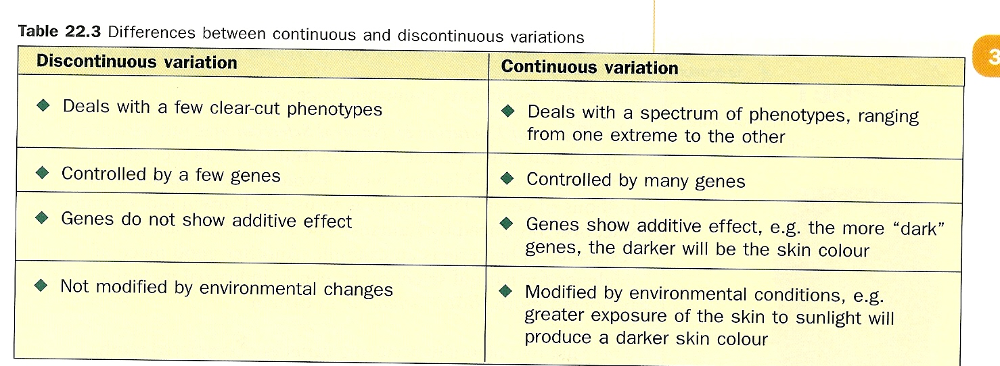 Table 22.3 Differences between continuous and discontinuous variations
3
Discontinuous variation
Continuous variation
Deals with a few clear-cut phenotypes
Deals with a spectrum of phenotypes, ranging
from one extreme to the other
Controlled by a few genes
Controlled by many genes
Genes do not show additive effect
Genes show additive effect, e.g. the more “dark”
genes, the darker will be the skin colour
Not modified by environmental changes
Modified by environmental conditions, e.g.
greater exposure of the skin to sunlight will
produce a darker skin colour